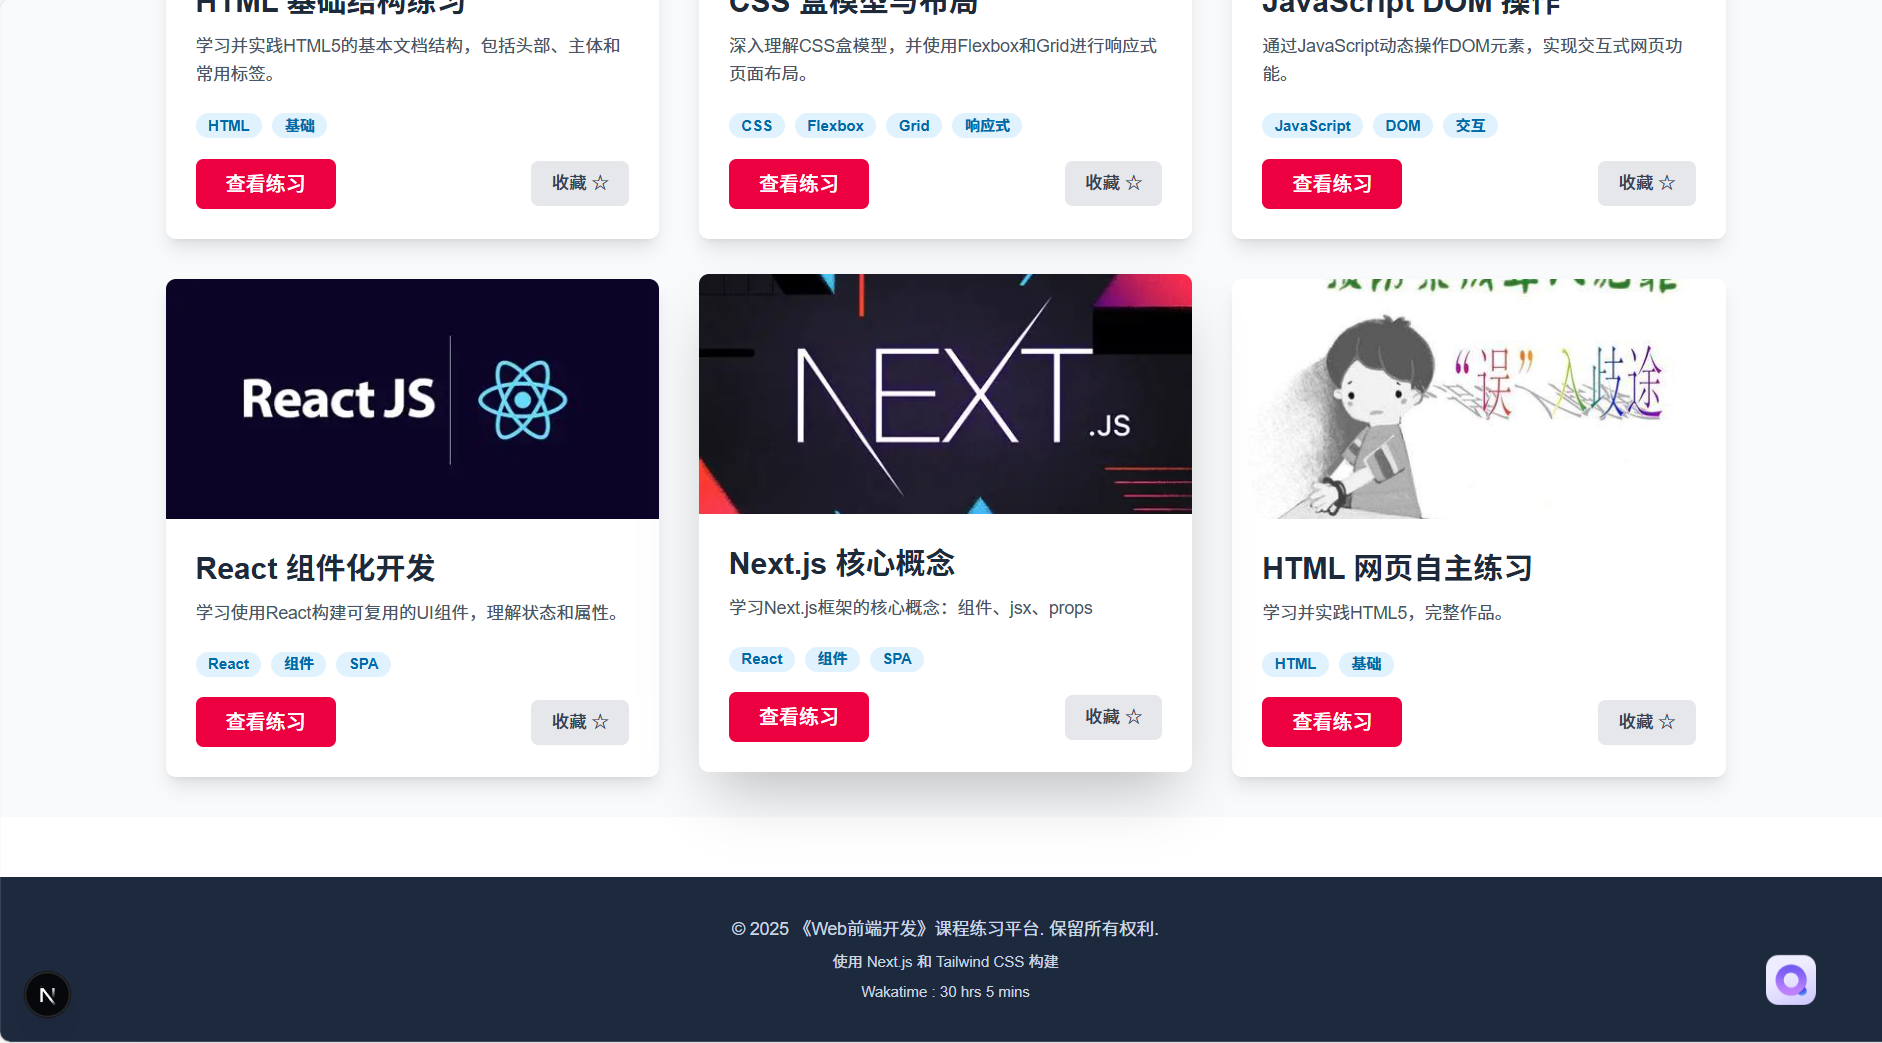 HTML 基础结构练习
CSS 盒模型与布局
JavaScript DOM 操作
学习并实践HTML5的基本文档结构，包括头部、主体和
常用标签。
深入理解CSS盒模型，并使用Flexbox和Grid进行响应式
页面布局。
通过JavaScript动态操作DOM元素，实现交互式网页功
能。
HTML 基础
CSS Flexbox Grid 响应式
JavaScript DOM 交互
查看练习 收藏 ☆
查看练习 收藏 ☆
查看练习 收藏 ☆
React JS
NEXT.JS
“误”入歧途
React 组件化开发
学习使用React构建可复用的UI组件，理解状态和属性。
React 组件 SPA
查看练习 收藏 ☆
Next.js 核心概念
学习Next.js框架的核心概念：组件、jsx、props
React 组件 SPA
查看练习 收藏 ☆
HTML 网页自主练习
学习并实践HTML5，完整作品。
HTML 基础
查看练习 收藏 ☆
© 2025 《Web前端开发》课程练习平台. 保留所有权利.
使用 Next.js 和 Tailwind CSS 构建
Wakatime : 30 hrs 5 mins
N